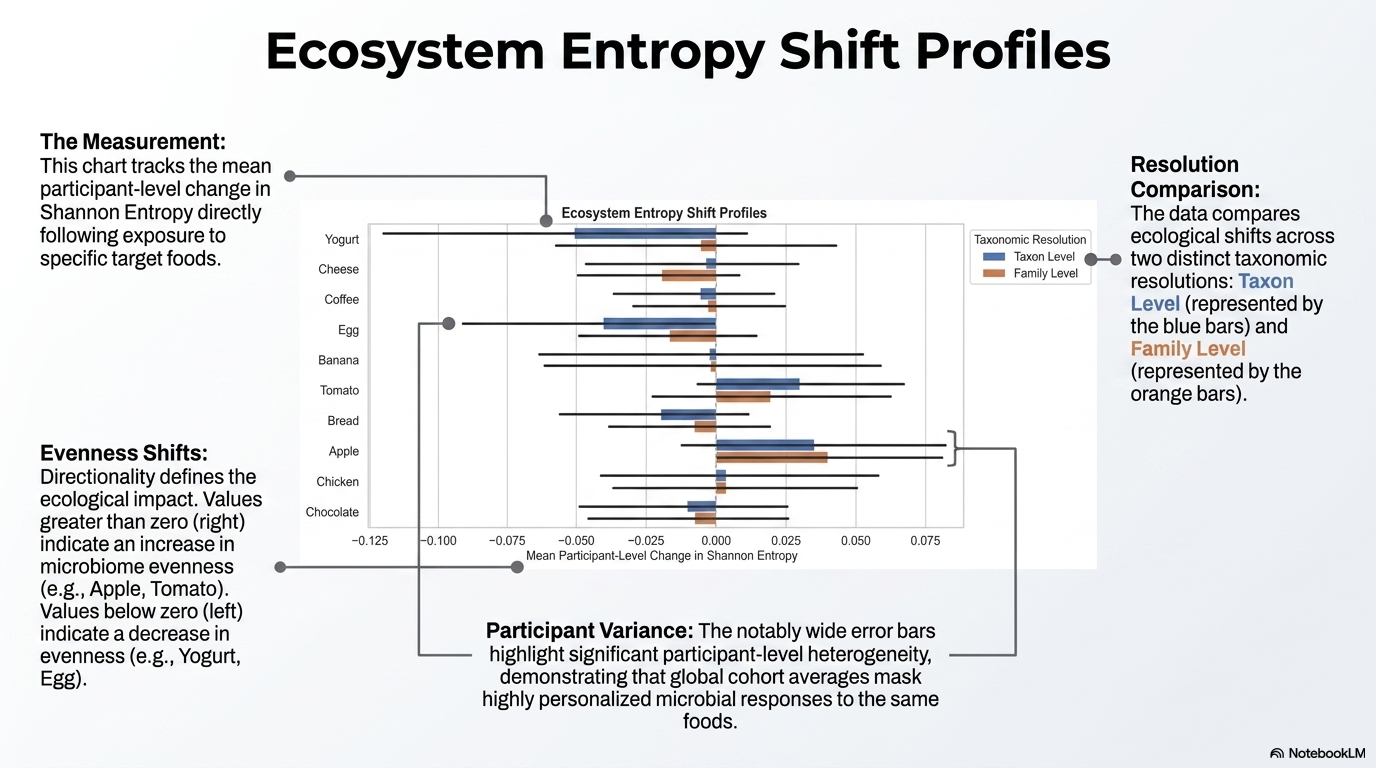 Ecosystem Entropy Shift Profiles
The Measurement:
This chart tracks the mean
participant-level change in
Shannon Entropy directly
following exposure to
specific target foods.
Evenness Shifts:
Directionality defines the
ecological impact. Values
greater than zero (right)
indicate an increase in
microbiome evenness
(e.g., Apple, Tomato).
Values below zero (left)
indicate a decrease in
evenness (e.g., Yogurt,
Egg).
Ecosystem Entropy Shift Profiles
Yogurt
Cheese
Coffee
Egg
Banana
Tomato
Bread
Apple
Chicken
Chocolate
−0.125 −0.100 −0.075 −0.050 −0.025 0.000 0.025 0.050 0.075
Mean Participant-Level Change in Shannon Entropy
Taxonomic Resolution
Taxon Level
Family Level
Resolution
Comparison:
The data compares
ecological shifts across
two distinct taxonomic
resolutions: Taxon
Level (represented by
the blue bars) and
Family Level
(represented by the
orange bars).
Participant Variance: The notably wide error bars
highlight significant participant-level heterogeneity,
demonstrating that global cohort averages mask
highly personalized microbial responses to the same
foods.
NotebookLM